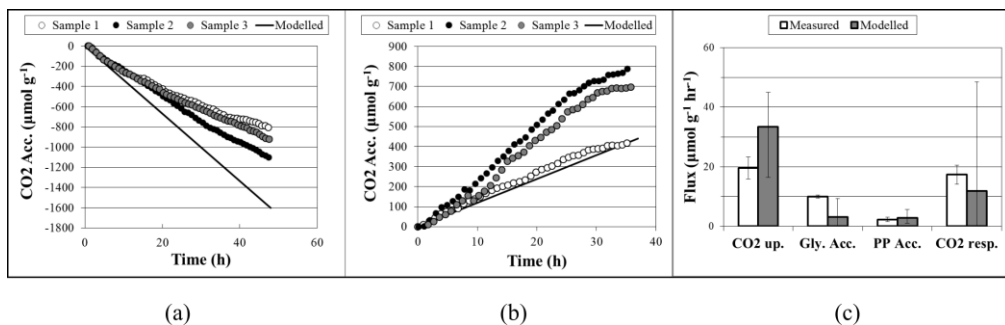 Sample 1 Sample 2 Sample 3 Modelled
0
-200
-400
-600
-800
-1000
-1200
-1400
-1600
-1800
CO2 Acc. (μmol g⁻¹)
0 20 40 60
Time (h)
(a)
Sample 1 Sample 2 Sample 3 Modelled
900
800
700
600
500
400
300
200
100
0
CO2 Acc. (μmol g⁻¹)
0 10 20 30 40
Time (h)
(b)
Measured Modelled
60
40
20
0
Flux (μmol g⁻¹ hr⁻¹)
CO2 up. Gly. Acc. PP Acc. CO2 resp.
(c)